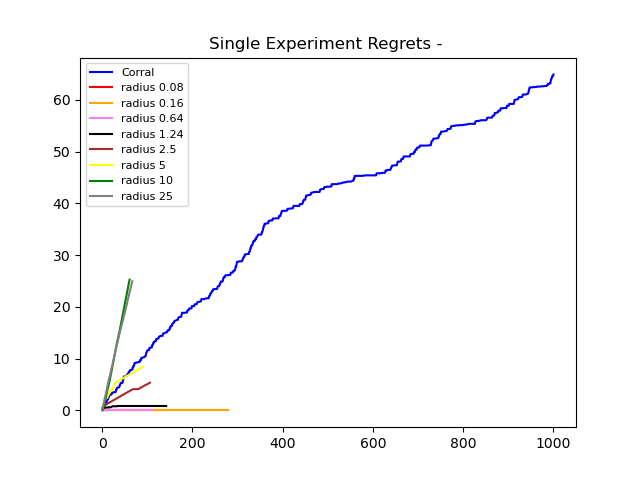 Single Experiment Regrets -
Corral
radius 0.08
radius 0.16
radius 0.64
radius 1.24
radius 2.5
radius 5
radius 10
radius 25
60
50
40
30
20
10
0
0 200 400 600 800 1000